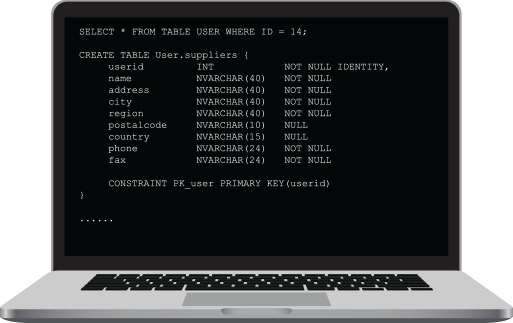 SELECT * FROM TABLE USER WHERE ID = 14;
CREATE TABLE User.suppliers {
userid INT NOT NULL IDENTITY,
name NVARCHAR(40) NOT NULL
address NVARCHAR(40) NOT NULL
city NVARCHAR(40) NOT NULL
region NVARCHAR(40) NOT NULL
postalcode NVARCHAR(10) NULL
country NVARCHAR(15) NULL
phone NVARCHAR(24) NOT NULL
fax NVARCHAR(24) NOT NULL
CONSTRAINT PK_user PRIMARY KEY(userid)
}
......